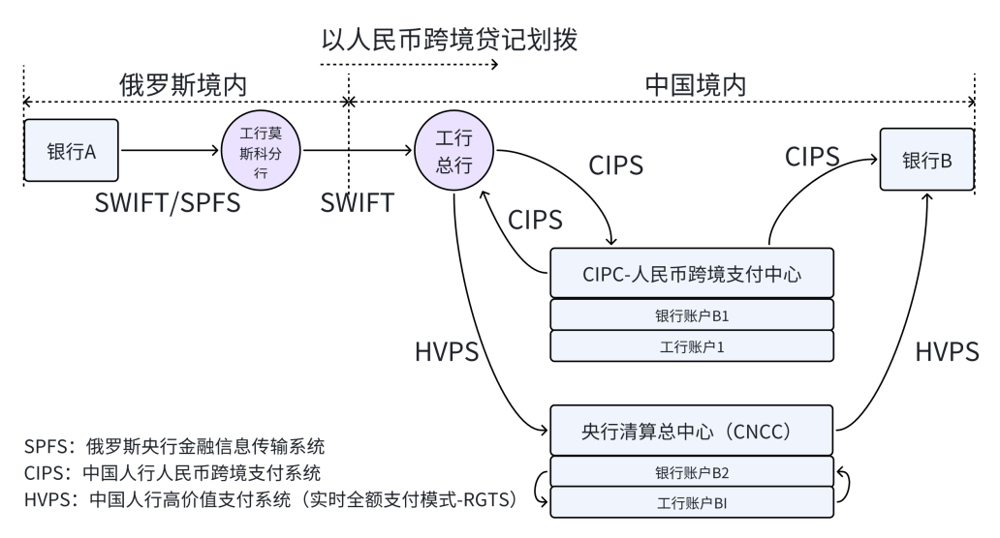 以人民币跨境贷记划拨
俄罗斯境内
中国境内
银行A
工行莫
斯科分
行
工行
总行
银行B
SWIFT/SPFS
SWIFT
CIPS
CIPS
CIPS
CIPC-人民币跨境支付中心
银行账户B1
工行账户1
HVPS
HVPS
央行清算总中心（CNCC）
银行账户B2
工行账户BI
SPFS：俄罗斯央行金融信息传输系统
CIPS：中国人行人民币跨境支付系统
HVPS：中国人行高价值支付系统（实时全额支付模式-RGTS）